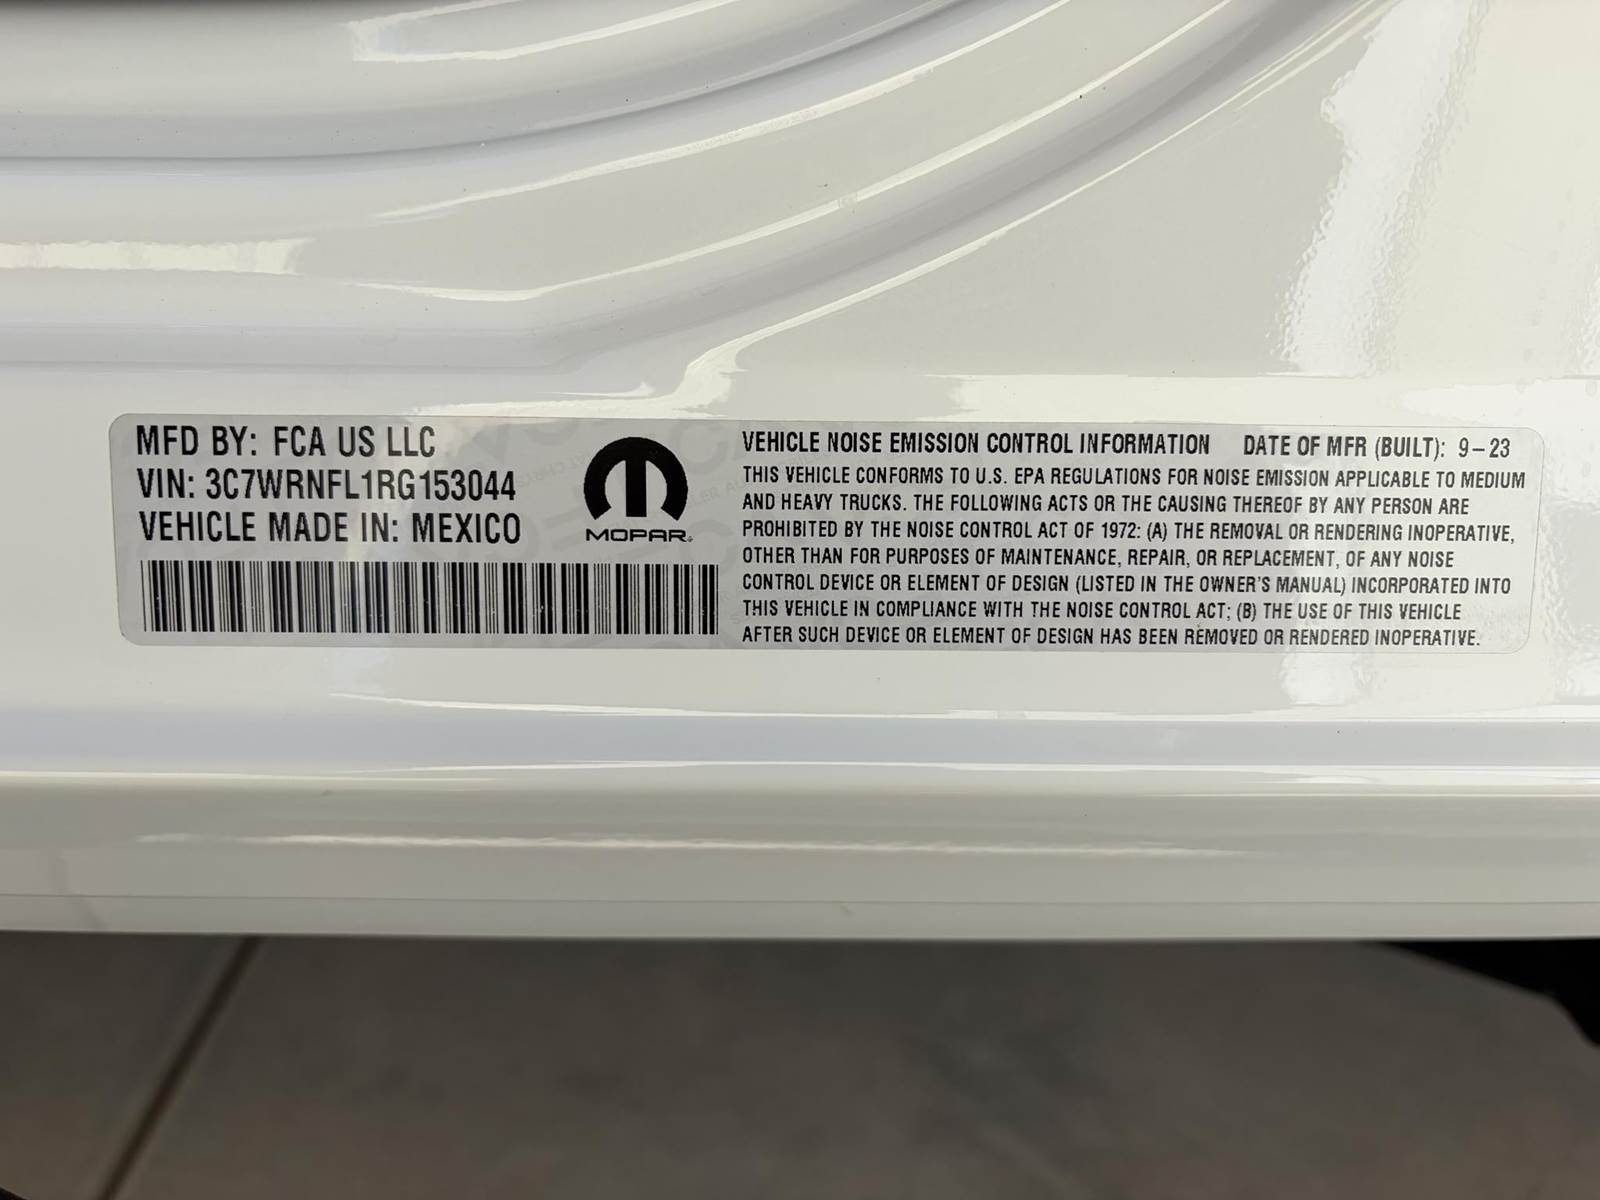 MFD BY: FCA US LLC
VIN: 3C7WRNFL1RG153044
VEHICLE MADE IN: MEXICO
MOPAR
VEHICLE NOISE EMISSION CONTROL INFORMATION DATE OF MFR (BUILT): 9-23
THIS VEHICLE CONFORMS TO U.S. EPA REGULATIONS FOR NOISE EMISSION APPLICABLE TO MEDIUM
AND HEAVY TRUCKS. THE FOLLOWING ACTS OR THE CAUSING THEREOF BY ANY PERSON ARE
PROHIBITED BY THE NOISE CONTROL ACT OF 1972: (A) THE REMOVAL OR RENDERING INOPERATIVE,
OTHER THAN FOR PURPOSES OF MAINTENANCE, REPAIR, OR REPLACEMENT, OF ANY NOISE
CONTROL DEVICE OR ELEMENT OF DESIGN (LISTED IN THE OWNER'S MANUAL) INCORPORATED INTO
THIS VEHICLE IN COMPLIANCE WITH THE NOISE CONTROL ACT; (B) THE USE OF THIS VEHICLE
AFTER SUCH DEVICE OR ELEMENT OF DESIGN HAS BEEN REMOVED OR RENDERED INOPERATIVE.